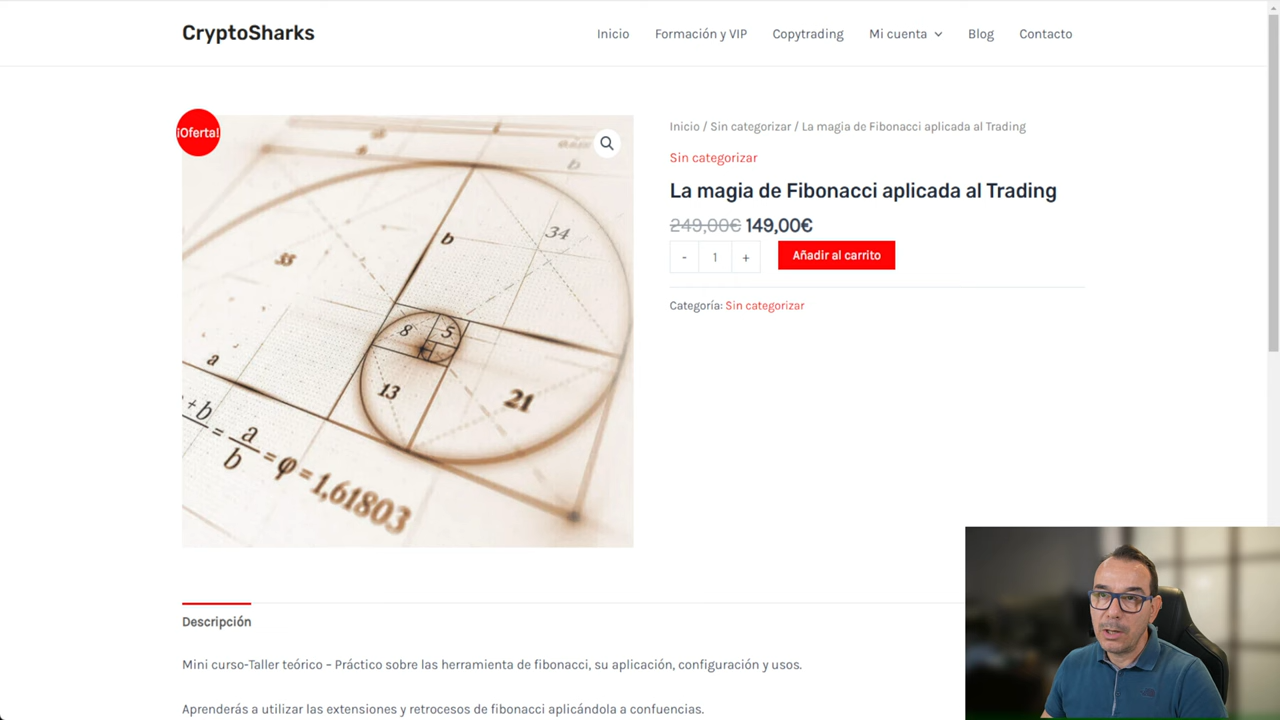 CryptoSharks
Inicio Formación y VIP Copytrading Mi cuenta Blog Contacto
¡Oferta!
Inicio / Sin categorizar / La magia de Fibonacci aplicada al Trading
Sin categorizar
La magia de Fibonacci aplicada al Trading
249,00€ 149,00€
- 1 +
Añadir al carrito
Categoría: Sin categorizar
b
b
34
55
8
5
a
13
21
+b = a = φ = 1,61803
b
Descripción
Mini curso-Taller teórico – Práctico sobre las herramienta de fibonacci, su aplicación, configuración y usos.
Aprenderás a utilizar las extensiones y retrocesos de fibonacci aplicándola a confuencias.